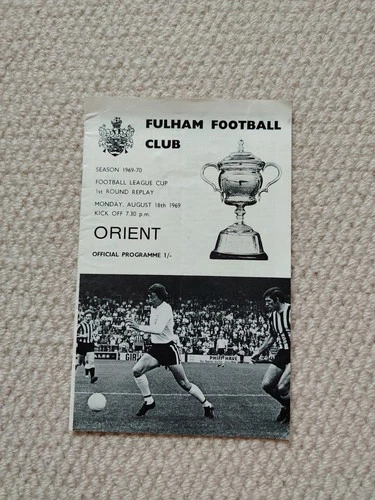 FULHAM FOOTBALL
CLUB
SEASON 1969-70
FOOTBALL LEAGUE CUP
1st ROUND REPLAY
MONDAY, AUGUST 18th 1969
KICK OFF 7.30 p.m.
ORIENT
OFFICIAL PROGRAMME 1/-